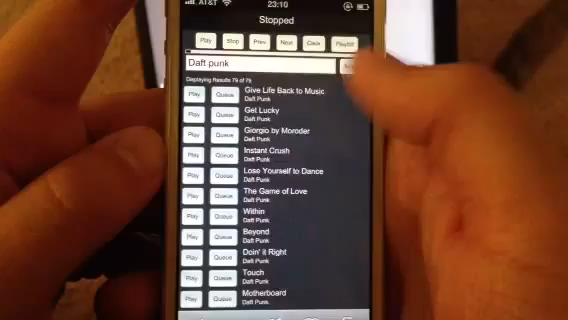 AT&T 23:10
Stopped
Play Stop Prev Next Clear Playlist
Daft punk
Displaying Results 79 of 79
Play Queue Give Life Back to Music
Daft Punk
Play Queue Get Lucky
Daft Punk
Play Queue Giorgio by Moroder
Daft Punk
Play Queue Instant Crush
Daft Punk
Play Queue Lose Yourself to Dance
Daft Punk
Play Queue The Game of Love
Daft Punk
Play Queue Within
Daft Punk
Play Queue Beyond
Daft Punk
Play Queue Doin' it Right
Daft Punk
Play Queue Touch
Daft Punk
Play Queue Motherboard
Daft Punk